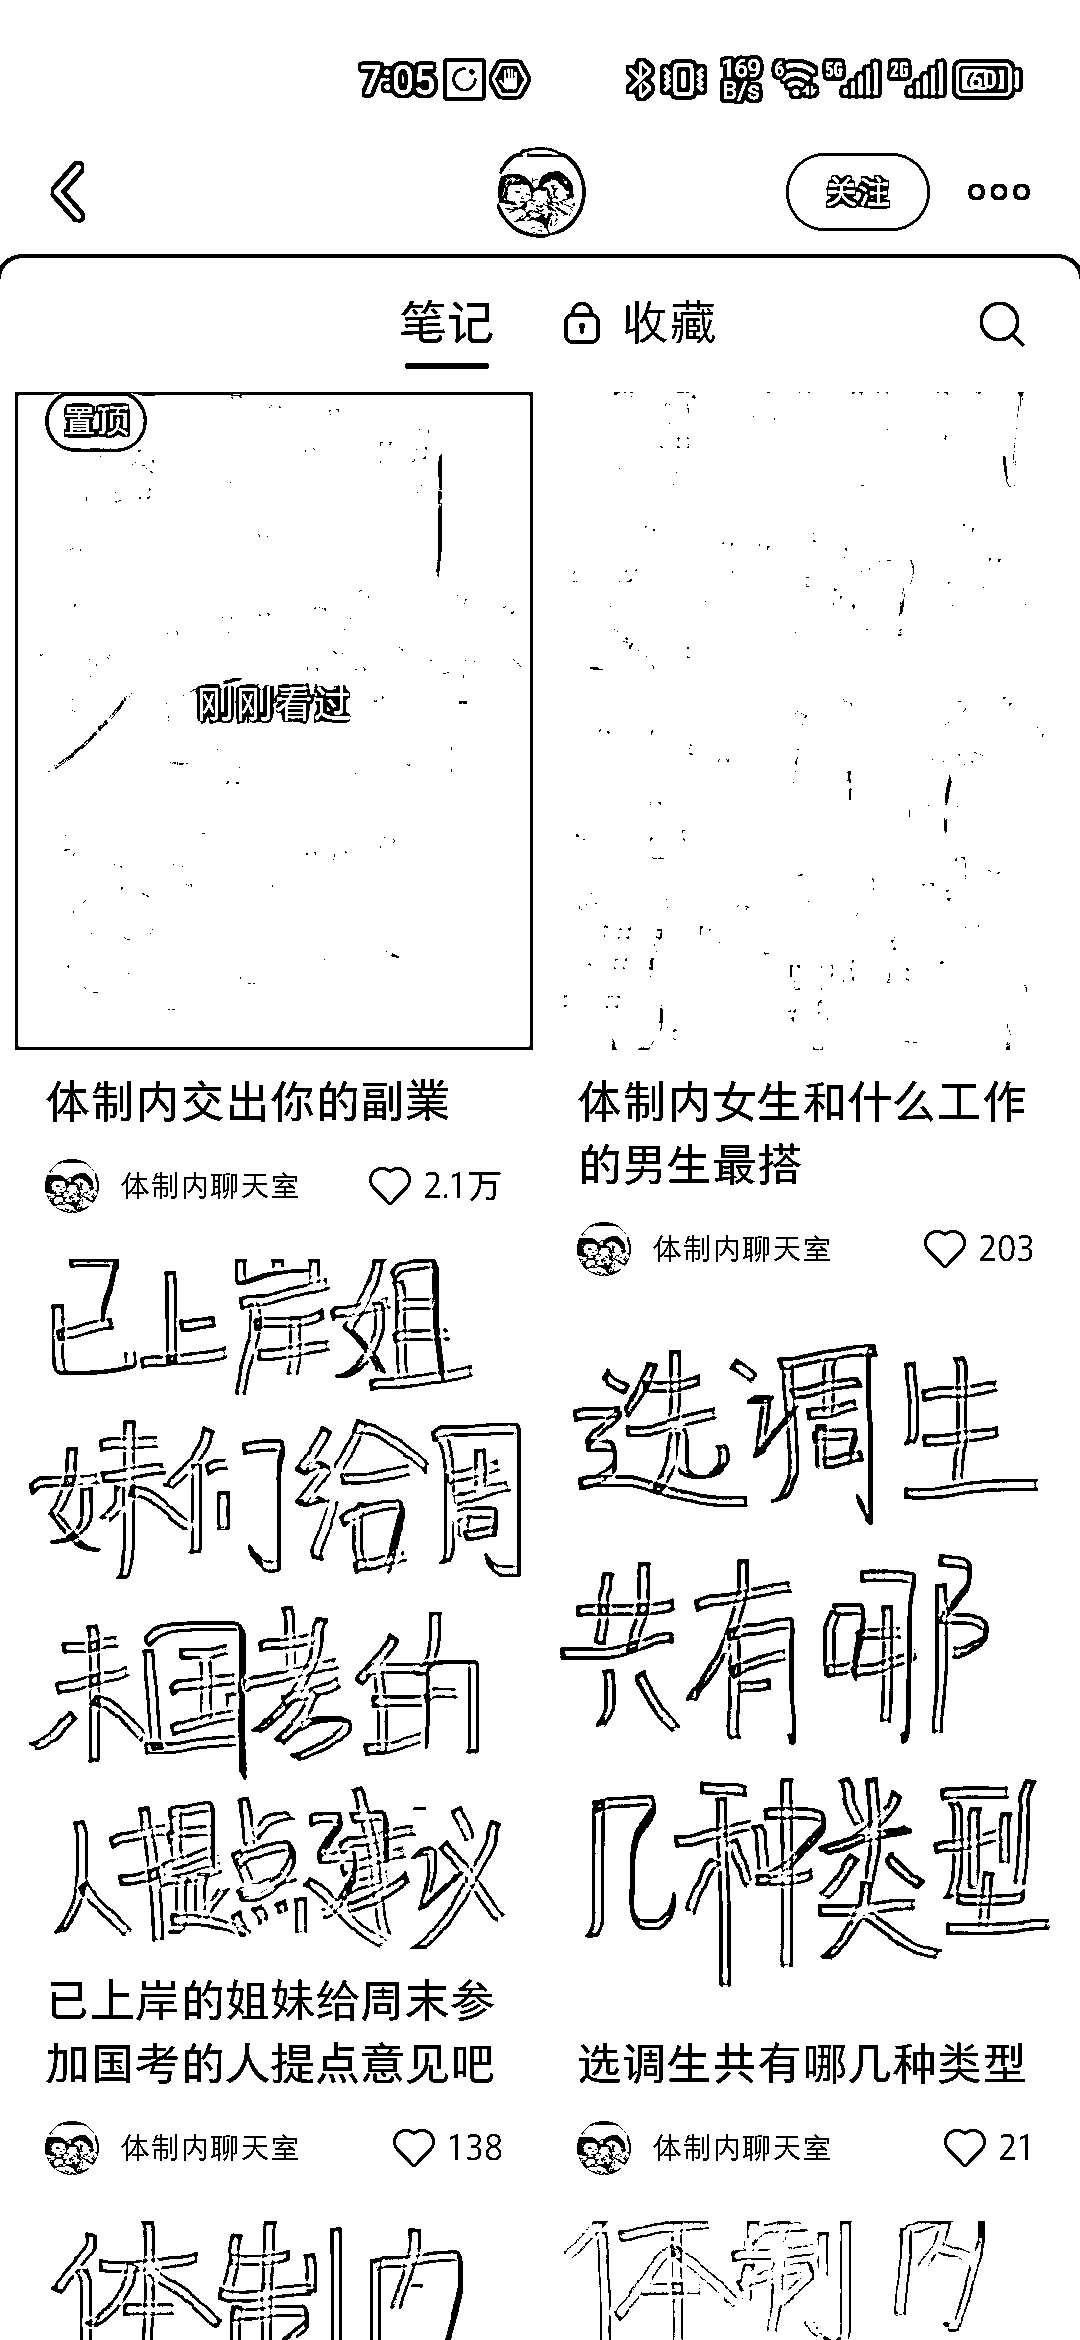 7:05 169 B/s 6 5G 2G 60
关注
笔记 收藏
置顶
刚刚看过
体制内交出你的副業
体制内聊天室 2.1万
体制内女生和什么工作
的男生最搭
体制内聊天室 203
已上岸姐
妹们给周
末国考的
人提点建议
已上岸的姐妹给周末参
加国考的人提点意见吧
体制内聊天室 138
选调生
共有哪
几种类型
选调生共有哪几种类型
体制内聊天室 21
体制内
体制内